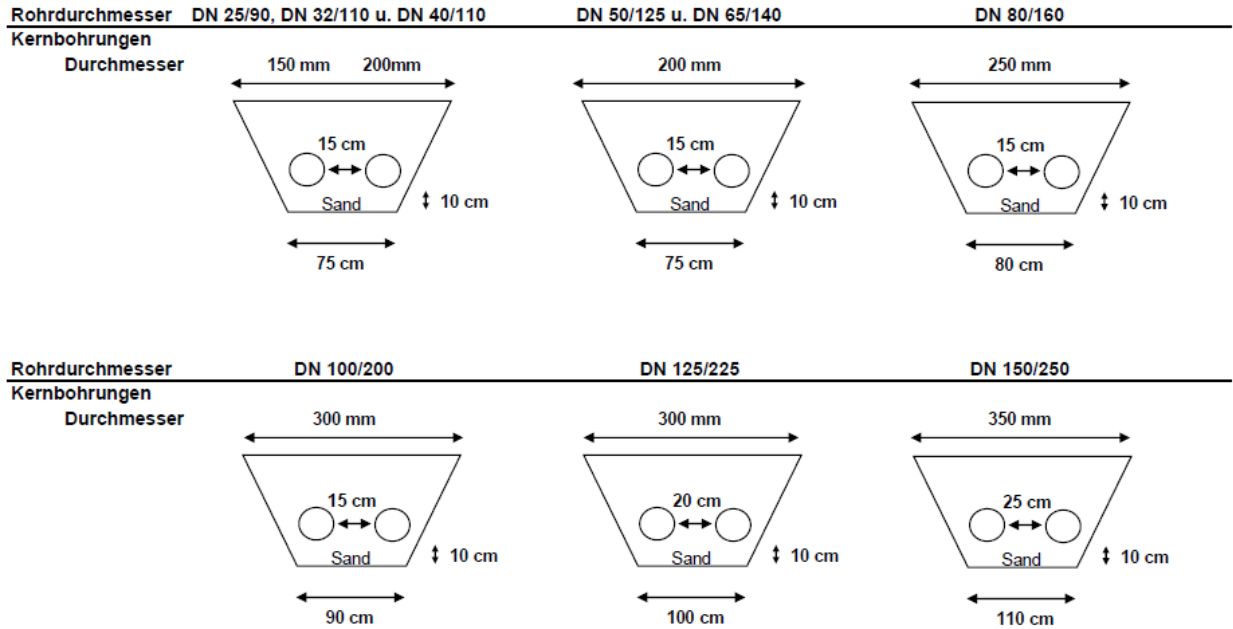 Rohrdurchmesser DN 25/90, DN 32/110 u. DN 40/110 DN 50/125 u. DN 65/140 DN 80/160
Kernbohrungen
Durchmesser 150 mm 200mm 200 mm 250 mm
15 cm 15 cm 15 cm
Sand 10 cm Sand 10 cm Sand 10 cm
75 cm 75 cm 80 cm
Rohrdurchmesser DN 100/200 DN 125/225 DN 150/250
Kernbohrungen
Durchmesser 300 mm 300 mm 350 mm
15 cm 20 cm 25 cm
Sand 10 cm Sand 10 cm Sand 10 cm
90 cm 100 cm 110 cm